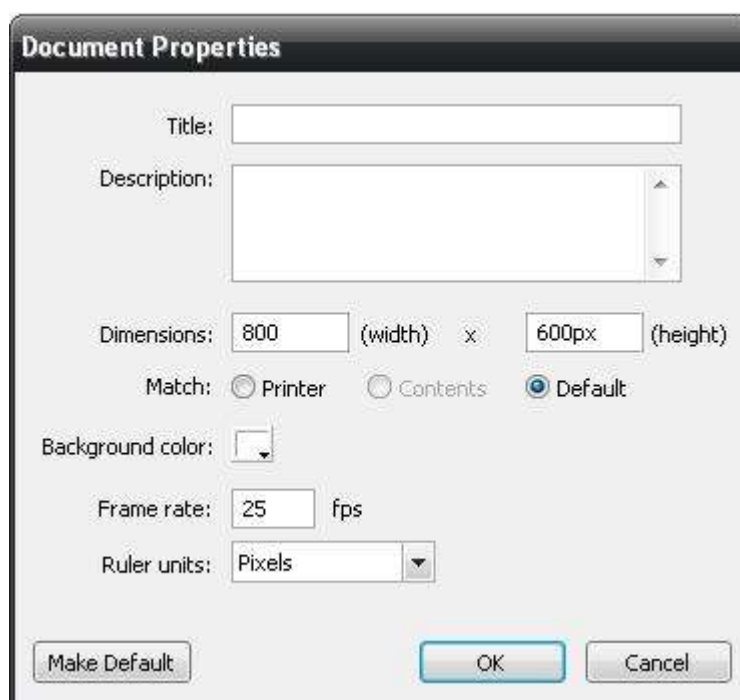 Document Properties
Title:
Description:
Dimensions: 800 (width) x 600px (height)
Match: Printer Contents Default
Background color:
Frame rate: 25 fps
Ruler units: Pixels
Make Default OK Cancel